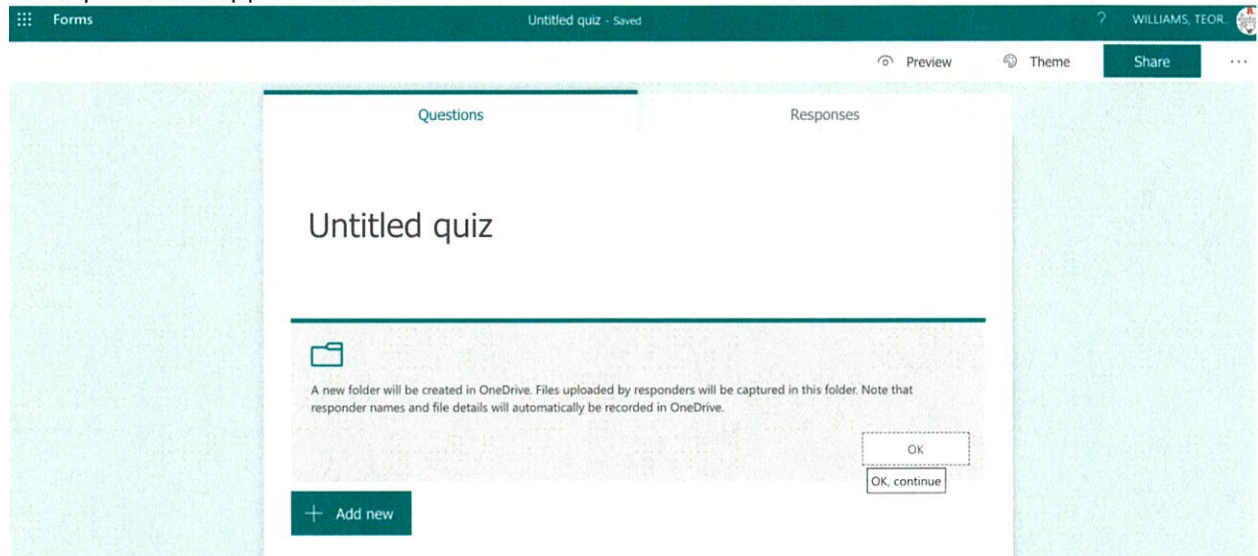 Forms
Untitled quiz - Saved
? WILLIAMS, TEOR..
Preview
Theme
Share
...
Questions
Responses
Untitled quiz
A new folder will be created in OneDrive. Files uploaded by responders will be captured in this folder. Note that
responder names and file details will automatically be recorded in OneDrive.
OK
OK, continue
+ Add new